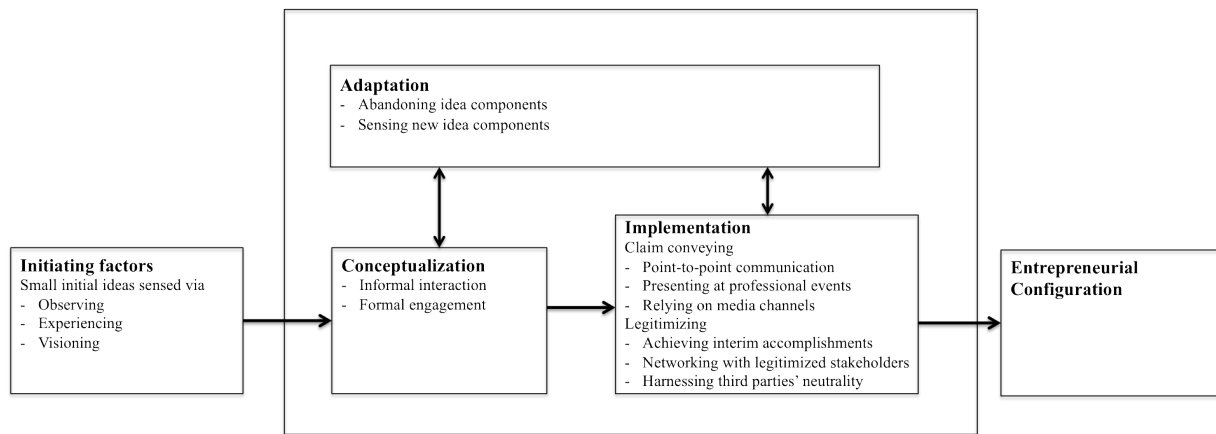 Adaptation
- Abandoning idea components
- Sensing new idea components
Initiating factors
Small initial ideas sensed via
- Observing
- Experiencing
- Visioning
Conceptualization
- Informal interaction
- Formal engagement
Implementation
Claim conveying
- Point-to-point communication
- Presenting at professional events
- Relying on media channels
Legitimizing
- Achieving interim accomplishments
- Networking with legitimized stakeholders
- Harnessing third parties' neutrality
Entrepreneurial
Configuration